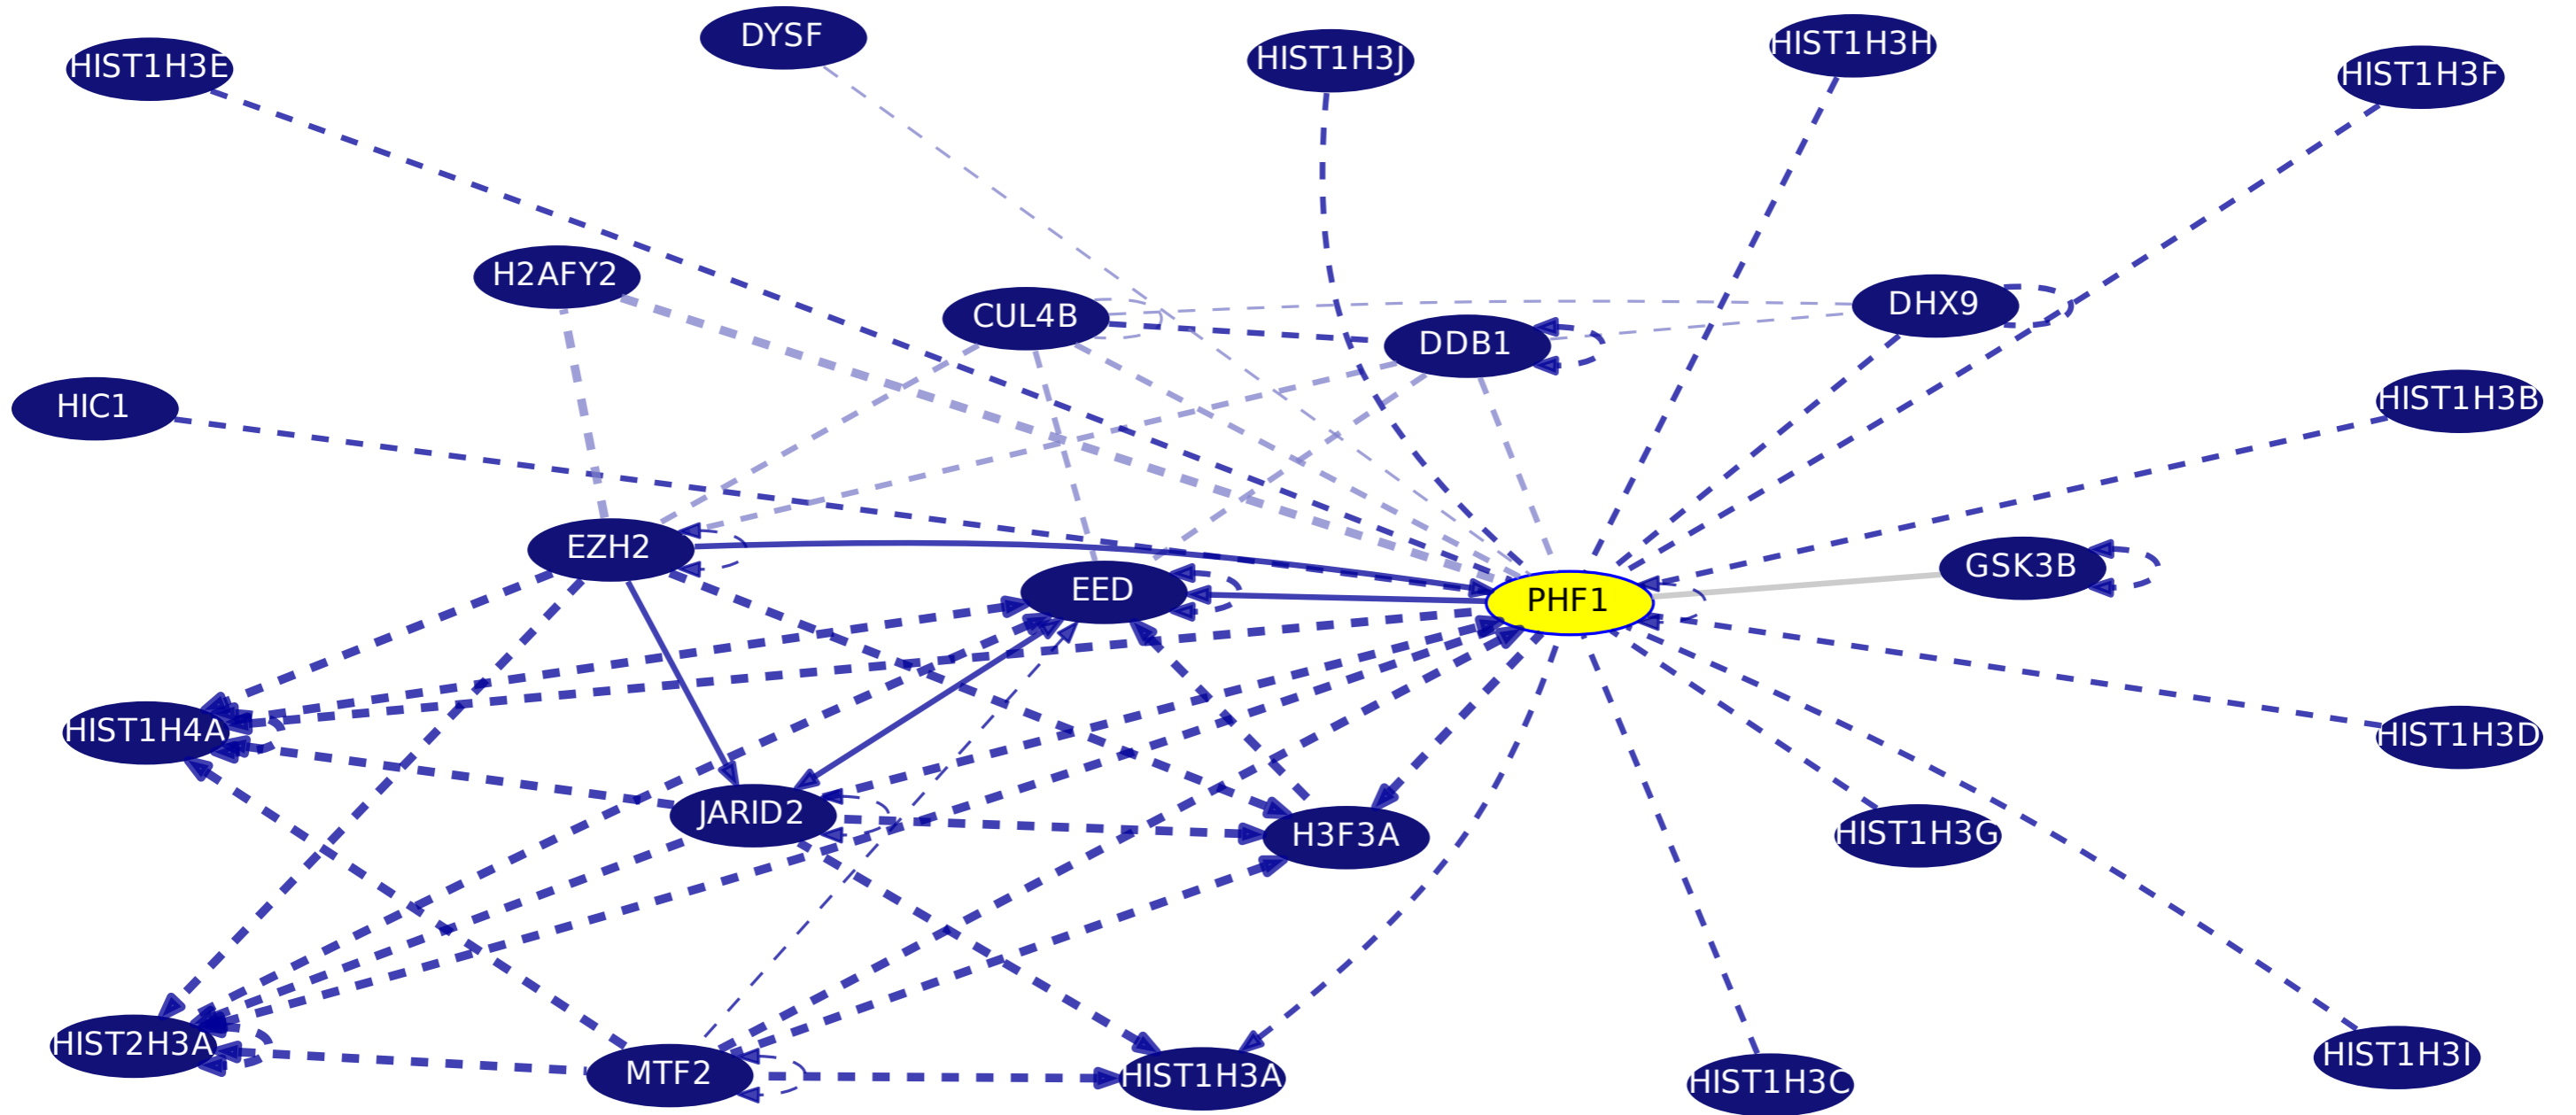 DYSF
HIST1H3H
HIST1H3J
HIST1H3E
HIST1H3F
H2AFY2
DHX9
CUL4B
DDB1
HIC1
HIST1H3B
EZH2
GSK3B
EED
PHF1
HIST1H4A
HIST1H3D
JARID2
H3F3A
HIST1H3G
HIST2H3A
HIST1H3I
MTF2
HIST1H3A
HIST1H3C